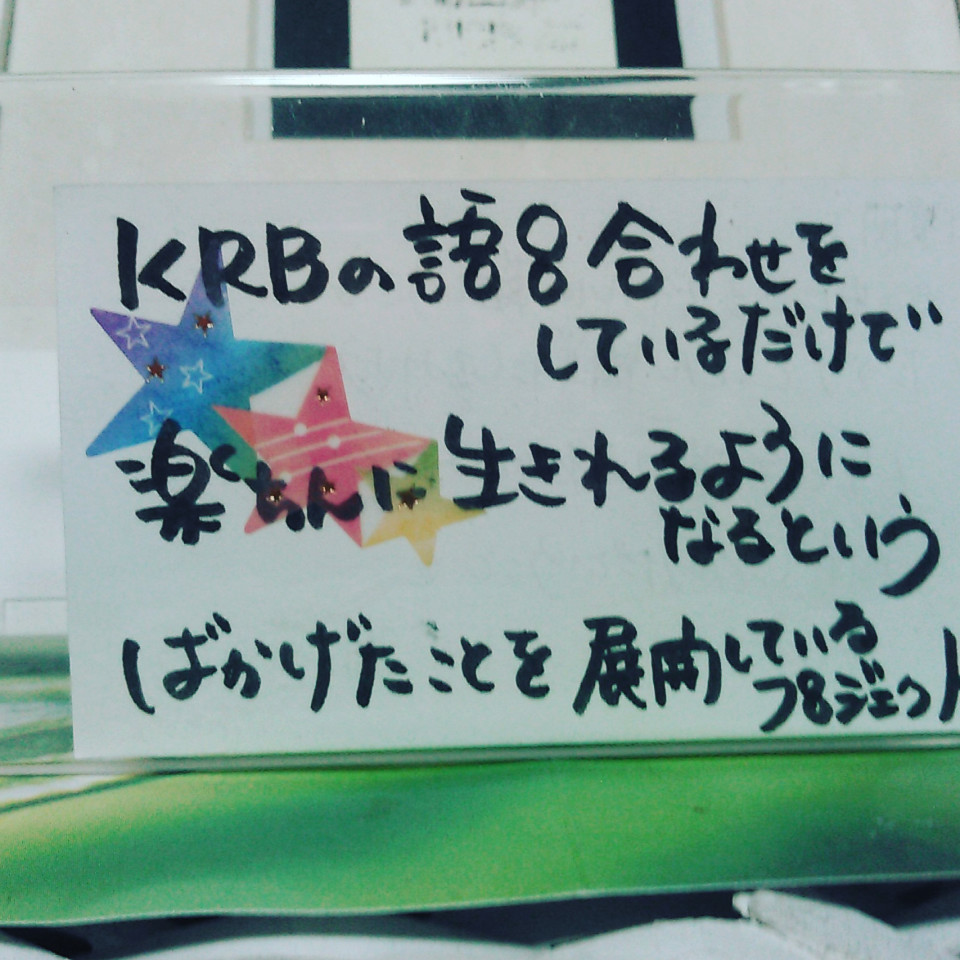 KRBの語呂合わせを
しているだけで
楽ちんに生きれるように
なるという
ばかげたことを展開している
プロジェクト